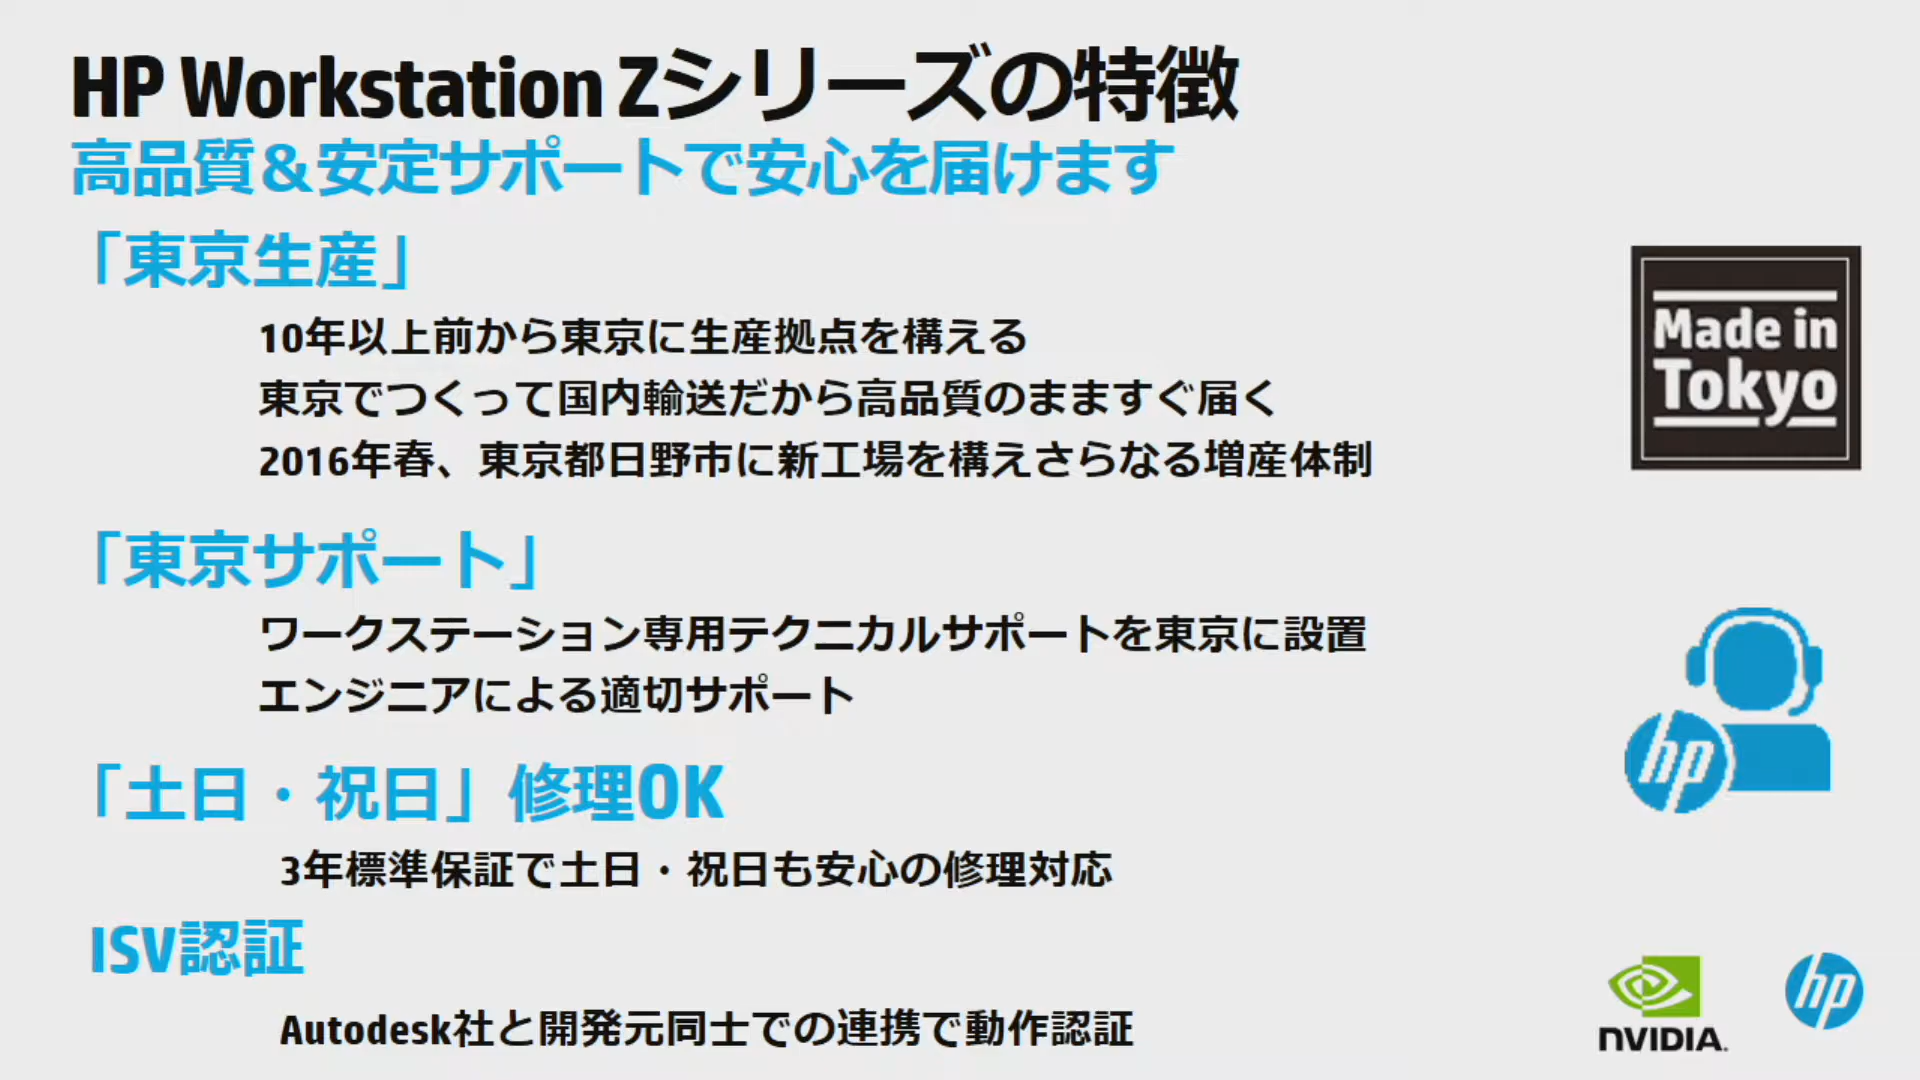 HP Workstation Zシリーズの特徴
高品質＆安定サポートで安心を届けます
「東京生産」
10年以上前から東京に生産拠点を構える
東京でつくって国内輸送だから高品質のまますぐ届く
2016年春、東京都日野市に新工場を構えさらなる増産体制
Made in
Tokyo
「東京サポート」
ワークステーション専用テクニカルサポートを東京に設置
エンジニアによる適切サポート
hp
「土日・祝日」修理OK
3年標準保証で土日・祝日も安心の修理対応
ISV認証
Autodesk社と開発元同士での連携で動作認証
NVIDIA.
hp